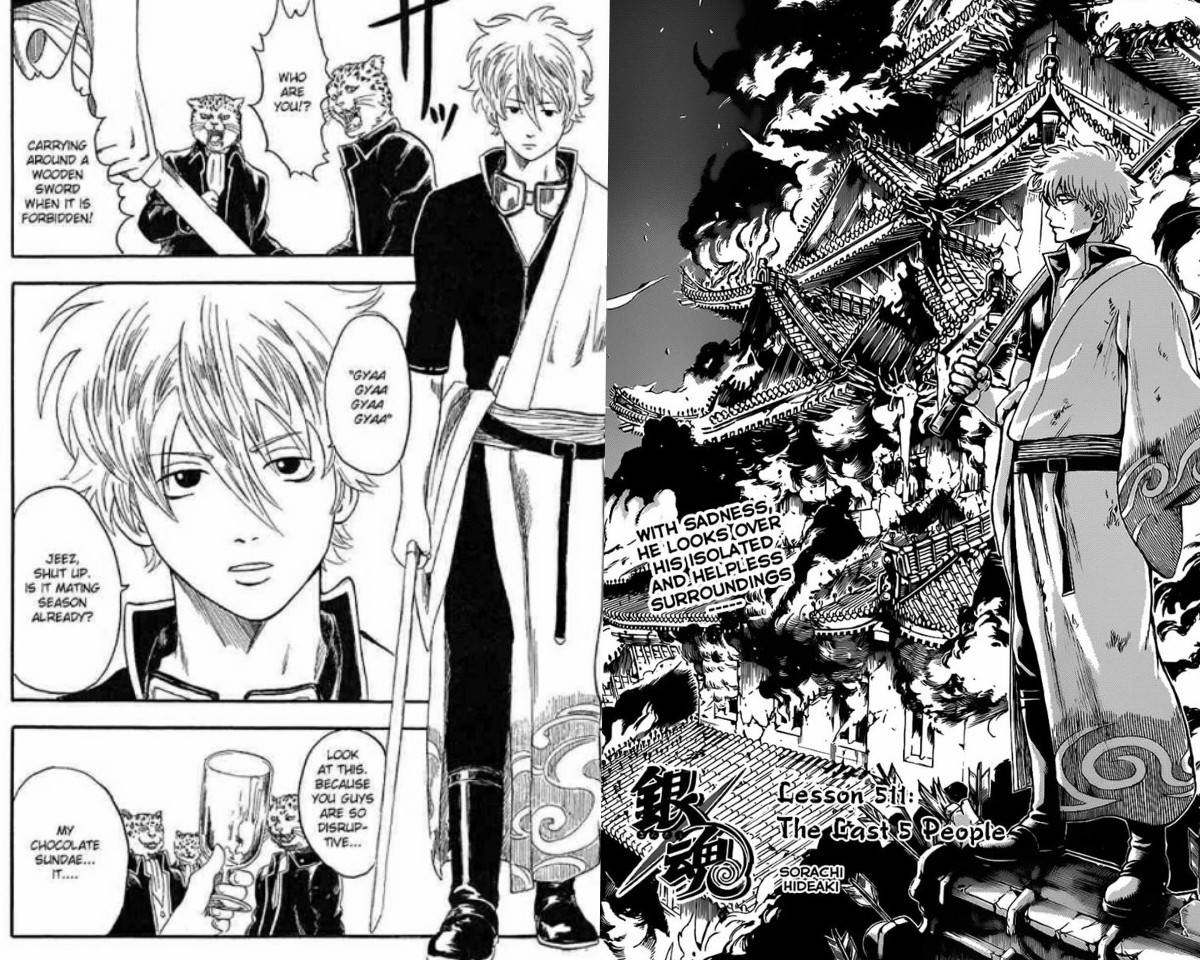 WHO
ARE
YOU!?
CARRYING
AROUND A
WOODEN
SWORD
WHEN IT IS
FORBIDDEN!
"GYAA
GYAA
GYAA
GYAA"
JEEZ,
SHUT UP.
IS IT MATING
SEASON
ALREADY?
LOOK
AT THIS.
BECAUSE
YOU GUYS
ARE SO
DISRUP-
TIVE...
MY
CHOCOLATE
SUNDAE...
IT....
WITH SADNESS,
HE LOOKS OVER
HIS ISOLATED
AND HELPLESS
SURROUNDINGS
銀魂
Lesson 511:
The Last 5 People
SORACHI
HIDEAKI